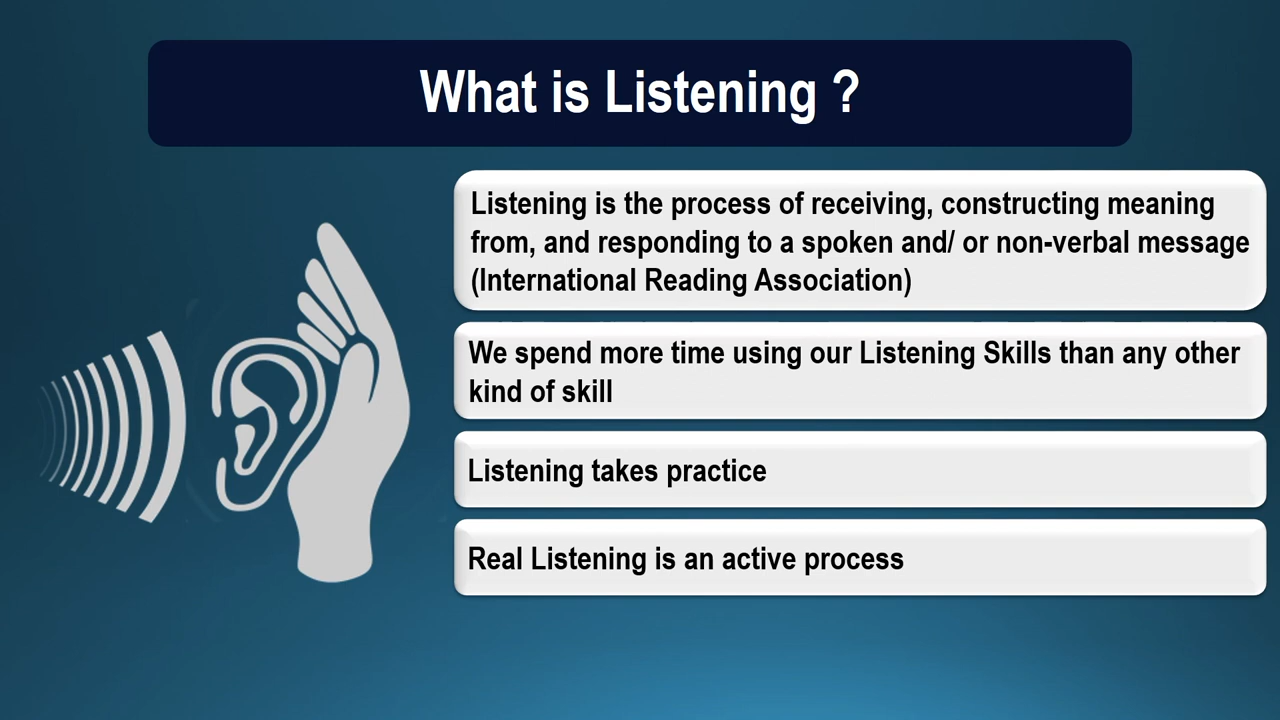 What is Listening ?
Listening is the process of receiving, constructing meaning
from, and responding to a spoken and/ or non-verbal message
(International Reading Association)
We spend more time using our Listening Skills than any other
kind of skill
Listening takes practice
Real Listening is an active process